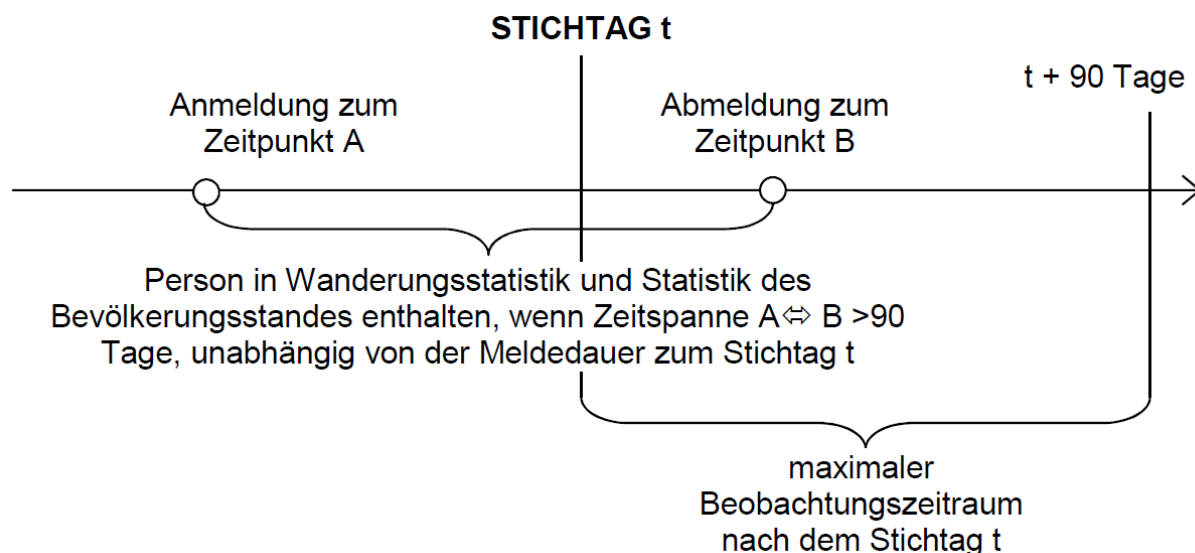 STICHTAG t
t + 90 Tage
Anmeldung zum
Zeitpunkt A
Abmeldung zum
Zeitpunkt B
Person in Wanderungsstatistik und Statistik des
Bevölkerungsstandes enthalten, wenn Zeitspanne A⇔ B >90
Tage, unabhängig von der Meldedauer zum Stichtag t
maximaler
Beobachtungszeitraum
nach dem Stichtag t